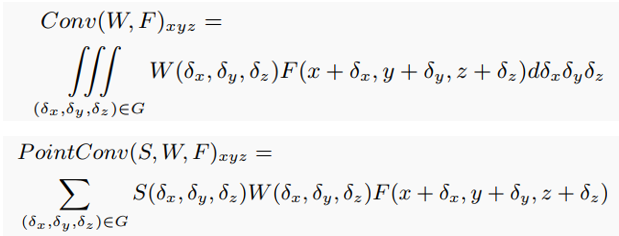 Conv(W, F)_{xyz} =
∭_{(δ_x,δ_y,δ_z)∈G} W(δ_x, δ_y, δ_z)F(x + δ_x, y + δ_y, z + δ_z)dδ_xδ_yδ_z
PointConv(S, W, F)_{xyz} =
∑_{(δ_x,δ_y,δ_z)∈G} S(δ_x, δ_y, δ_z)W(δ_x, δ_y, δ_z)F(x + δ_x, y + δ_y, z + δ_z)